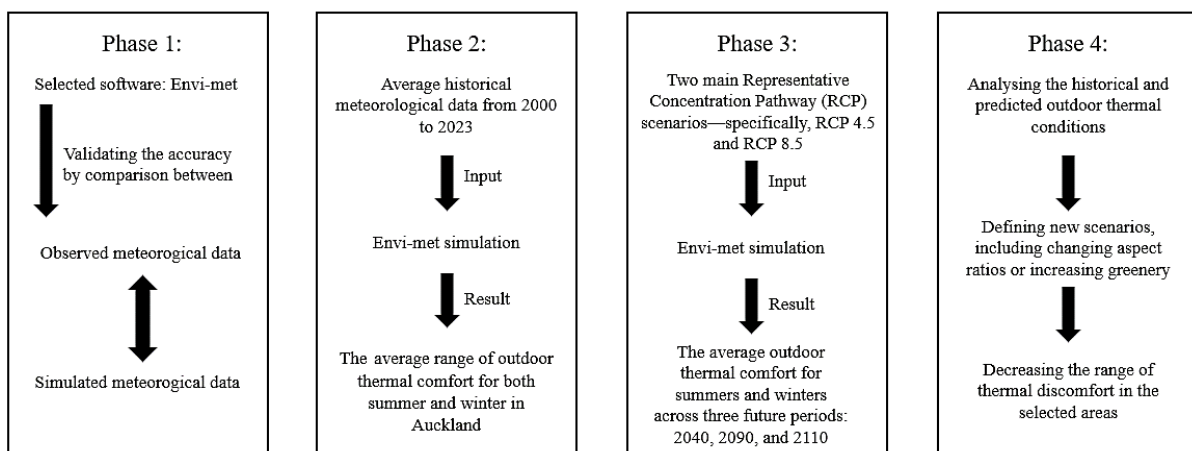 Phase 1:
Selected software: Envi-met
Validating the accuracy
by comparison between
Observed meteorogical data
Simulated meteorogical data
Phase 2:
Average historical
meteorological data from 2000
to 2023
Input
Envi-met simulation
Result
The average range of outdoor
thermal comfort for both
summer and winter in
Auckland
Phase 3:
Two main Representative
Concentration Pathway (RCP)
scenarios—specifically, RCP 4.5
and RCP 8.5
Input
Envi-met simulation
Result
The average outdoor
thermal comfort for
summers and winters
across three future periods:
2040, 2090, and 2110
Phase 4:
Analysing the historical and
predicted outdoor thermal
conditions
Defining new scenarios,
including changing aspect
ratios or increasing greenery
Decreasing the range of
thermal discomfort in the
selected areas